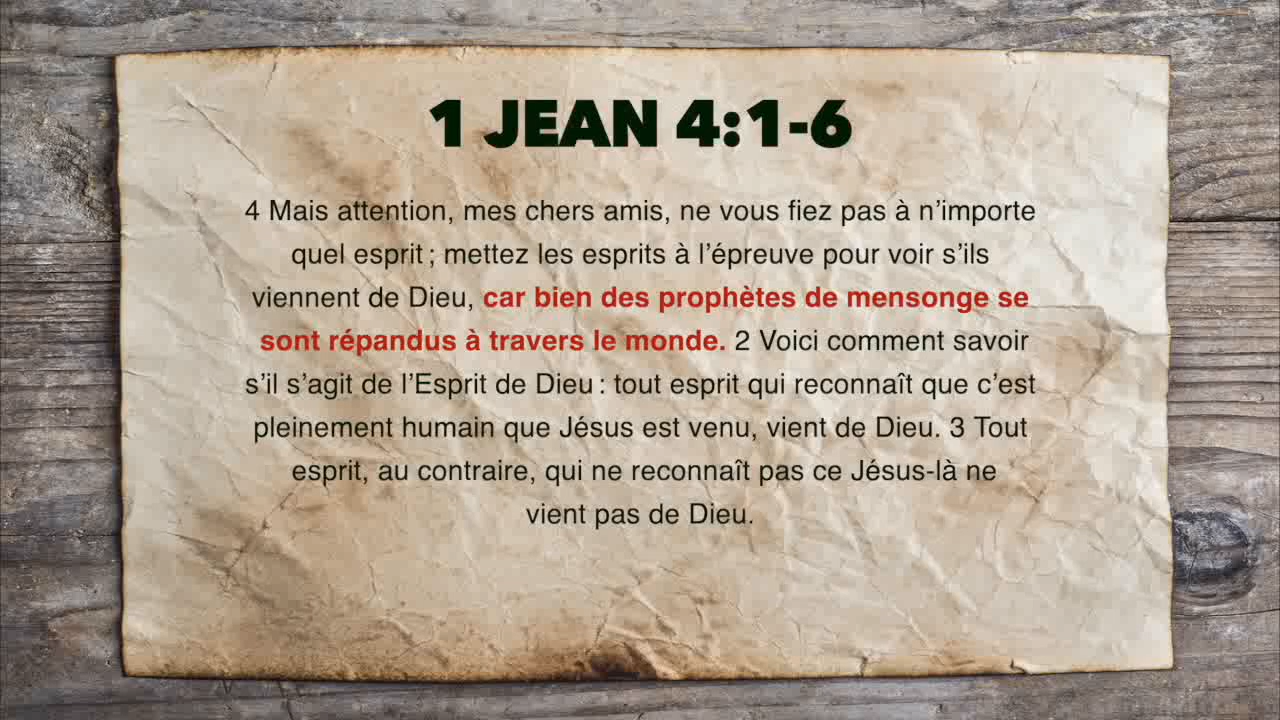 1 JEAN 4:1-6
4 Mais attention, mes chers amis, ne vous fiez pas à n’importe
quel esprit ; mettez les esprits à l’épreuve pour voir s’ils
viennent de Dieu, car bien des prophètes de mensonge se
sont répandus à travers le monde. 2 Voici comment savoir
s’il s’agit de l’Esprit de Dieu : tout esprit qui reconnaît que c’est
pleinement humain que Jésus est venu, vient de Dieu. 3 Tout
esprit, au contraire, qui ne reconnaît pas ce Jésus-là ne
vient pas de Dieu.